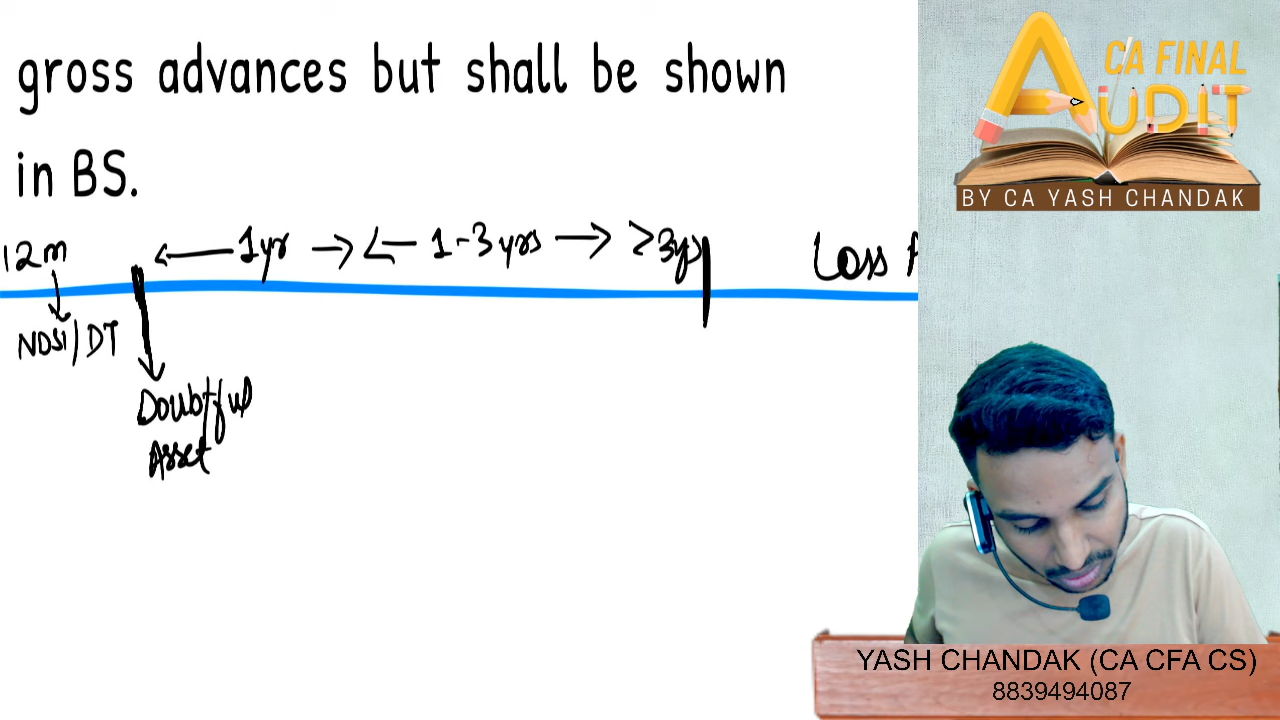 gross advances but shall be shown
in BS.
12m
1yr
1-3 yrs
Loss
NDSI/DT
Doubtful
Asset
CA FINAL
AUDIT
BY CA YASH CHANDAK
YASH CHANDAK (CA CFA CS)
8839494087